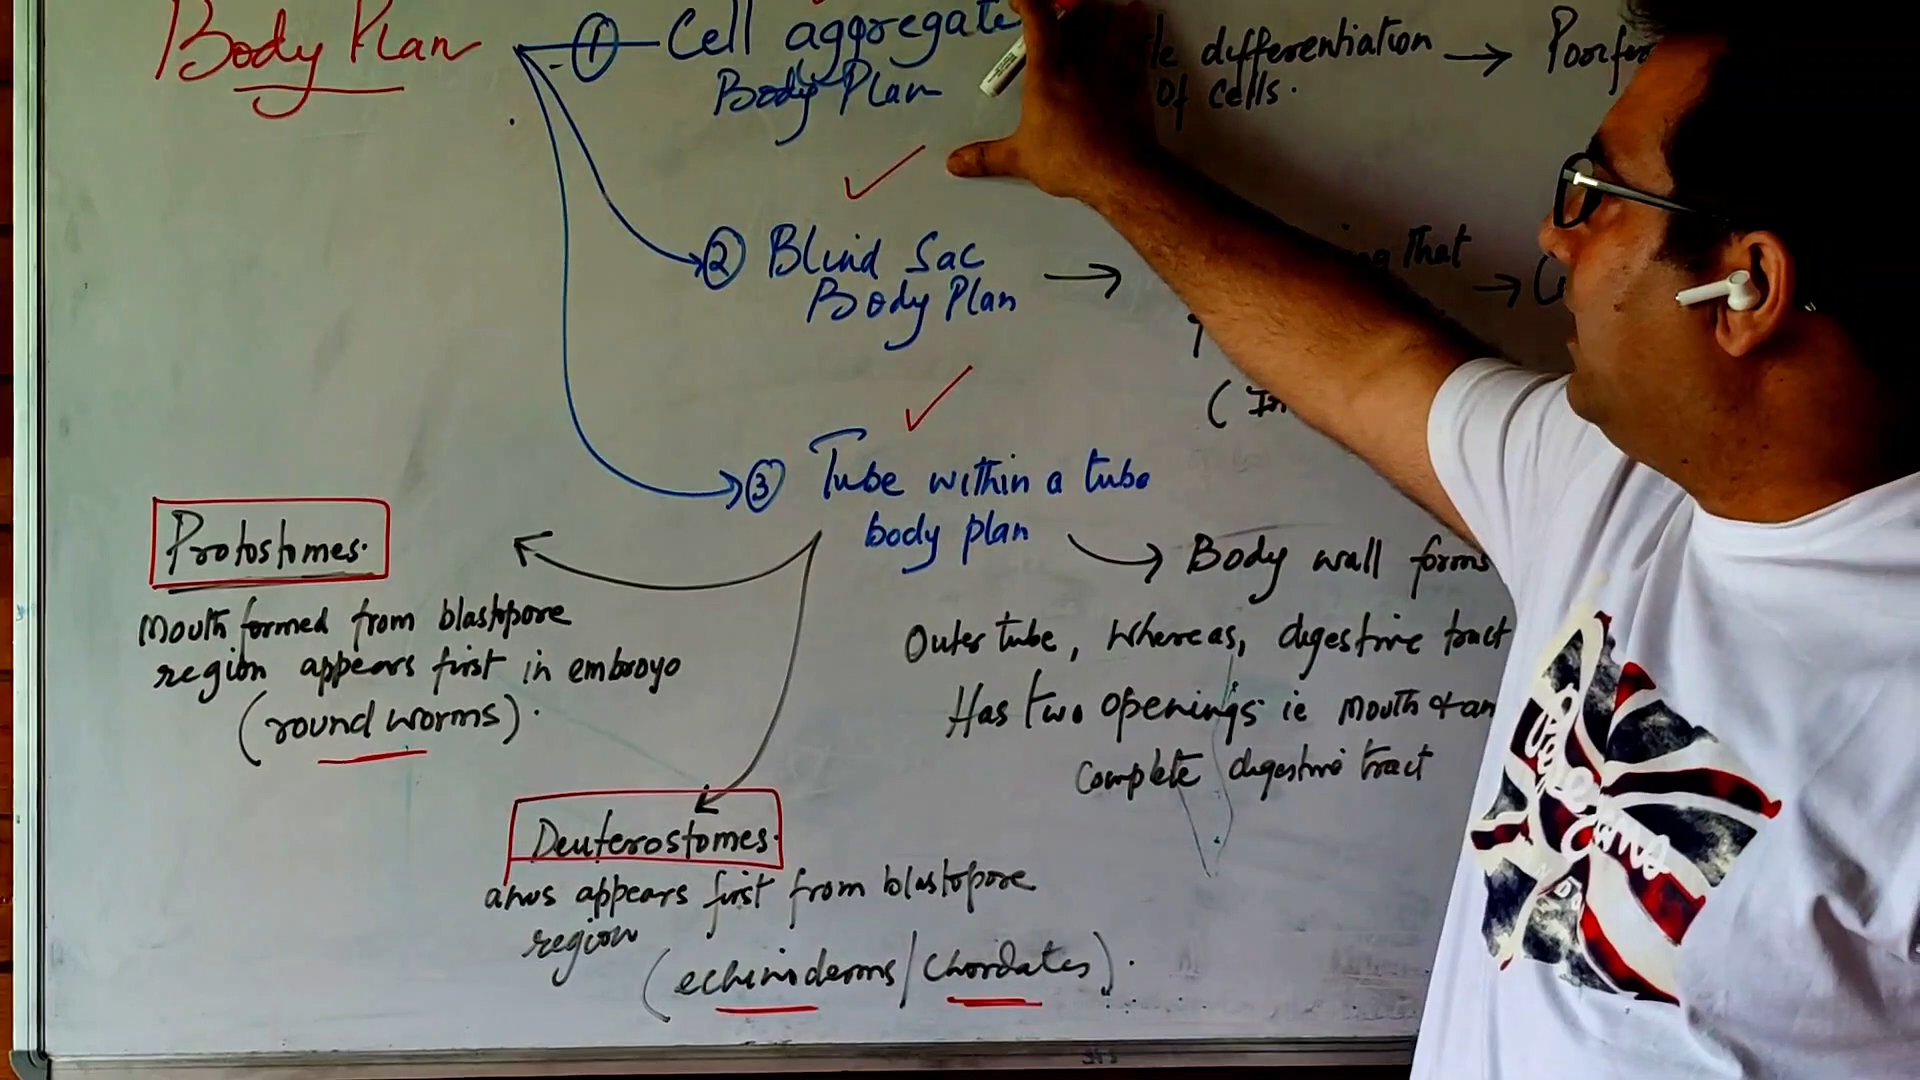 Body Plan
① Cell aggregate
Body Plan
differentiation → Porifer
of cells.
② Blind Sac
Body Plan →
that →
③ Tube within a tube
body plan
→ Body wall forms
Outer tube, Whereas, digestive tract
Has two openings ie mouth & an
Complete digestive tract
Protostomes.
Mouth formed from blastopore
region appears first in embroyo
(round worms).
Deuterostomes.
anus appears first from blastopore
region
(echinoderms/Chordates).